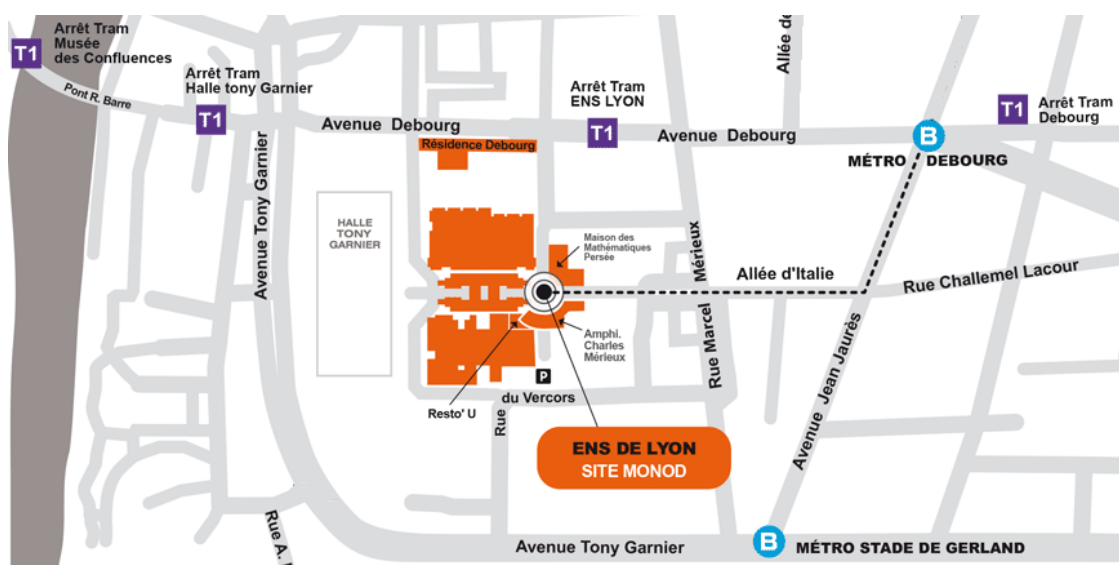 Arrêt Tram
Musée
des Confluences
T1
Pont R. Barre
Arrêt Tram
Halle tony Garnier
T1
Arrêt Tram
ENS LYON
T1
Allée de
Arrêt Tram
Debourg
T1
Avenue Debourg
Avenue Debourg
B
MÉTRO DEBOURG
Résidence Debourg
Avenue Tony Garnier
HALLE
TONY
GARNIER
Maison des
Mathématiques
Persée
Rue Marcel Mérieux
Allée d'Italie
Rue Challemel Lacour
Avenue Jean Jaurès
Amphi.
Charles
Mérieux
P
Resto' U
Rue du Vercors
ENS DE LYON
SITE MONOD
Rue A.
Avenue Tony Garnier
B
MÉTRO STADE DE GERLAND